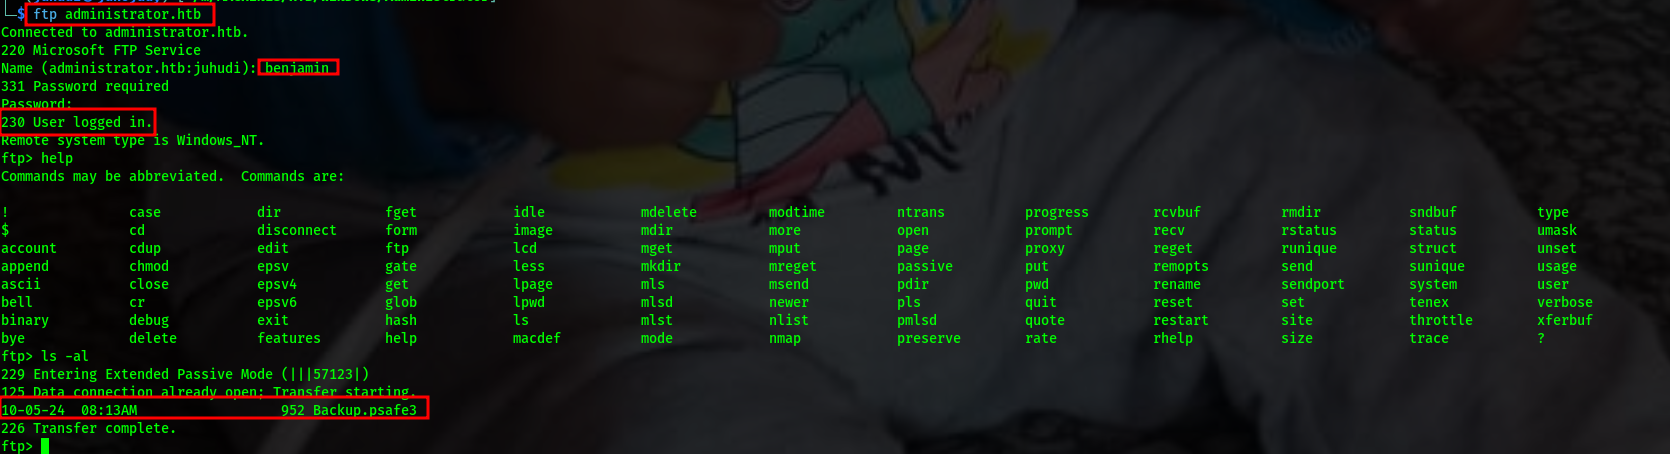 └─$ ftp administrator.htb
Connected to administrator.htb.
220 Microsoft FTP Service
Name (administrator.htb:juhudi): benjamin
331 Password required
Password:
230 User logged in.
Remote system type is Windows_NT.
ftp> help
Commands may be abbreviated.  Commands are:

!               case            dir             fget            idle            mdelete         modtime         ntrans          progress        rcvbuf          rmdir           sndbuf          type
$               cd              disconnect      form            image           mdir            more            open            prompt          recv            rstatus         status          umask
account         cdup            edit            ftp             lcd             mget            mput            page            proxy           reget           runique         struct          unset
append          chmod           epsv            gate            less            mkdir           mreget          passive         put             remopts         send            sunique         usage
ascii           close           epsv4           get             lpage           mls             msend           pdir            pwd             rename          sendport        system          user
bell            cr              epsv6           glob            lpwd            mlsd            newer           pls             quit            reset           set             tenex           verbose
binary          debug           exit            hash            ls              mlst            nlist           pmlsd           quote           restart         site            throttle        xferbuf
bye             delete          features        help            macdef          mode            nmap            preserve        rate            rhelp           size            trace           ?
ftp> ls -al
229 Entering Extended Passive Mode (|||57123|)
125 Data connection already open; Transfer starting.
10-05-24  08:13AM                  952 Backup.psafe3
226 Transfer complete.
ftp>